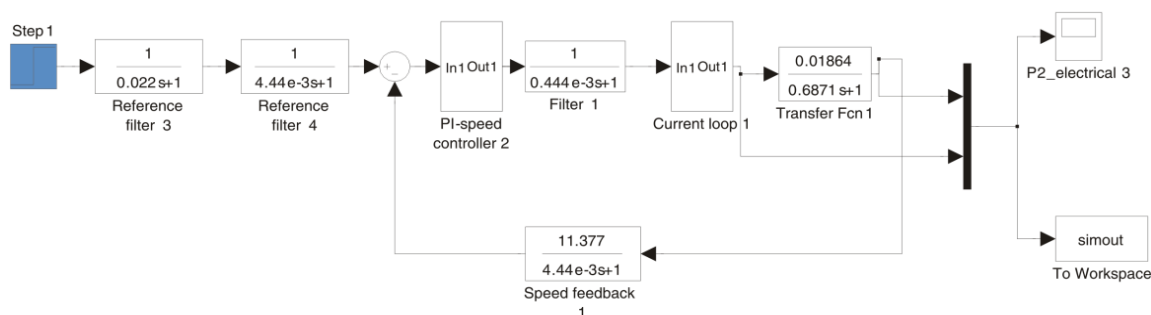 Step 1
1
0.022 s+1
Reference
filter 3
1
4.44e-3s+1
Reference
filter 4
+
-
In1 Out1
PI-speed
controller 2
1
0.444e-3s+1
Filter 1
In1 Out1
Current loop 1
0.01864
0.6871 s+1
Transfer Fcn 1
P2_electrical 3
simout
To Workspace
11.377
4.44e-3s+1
Speed feedback
1